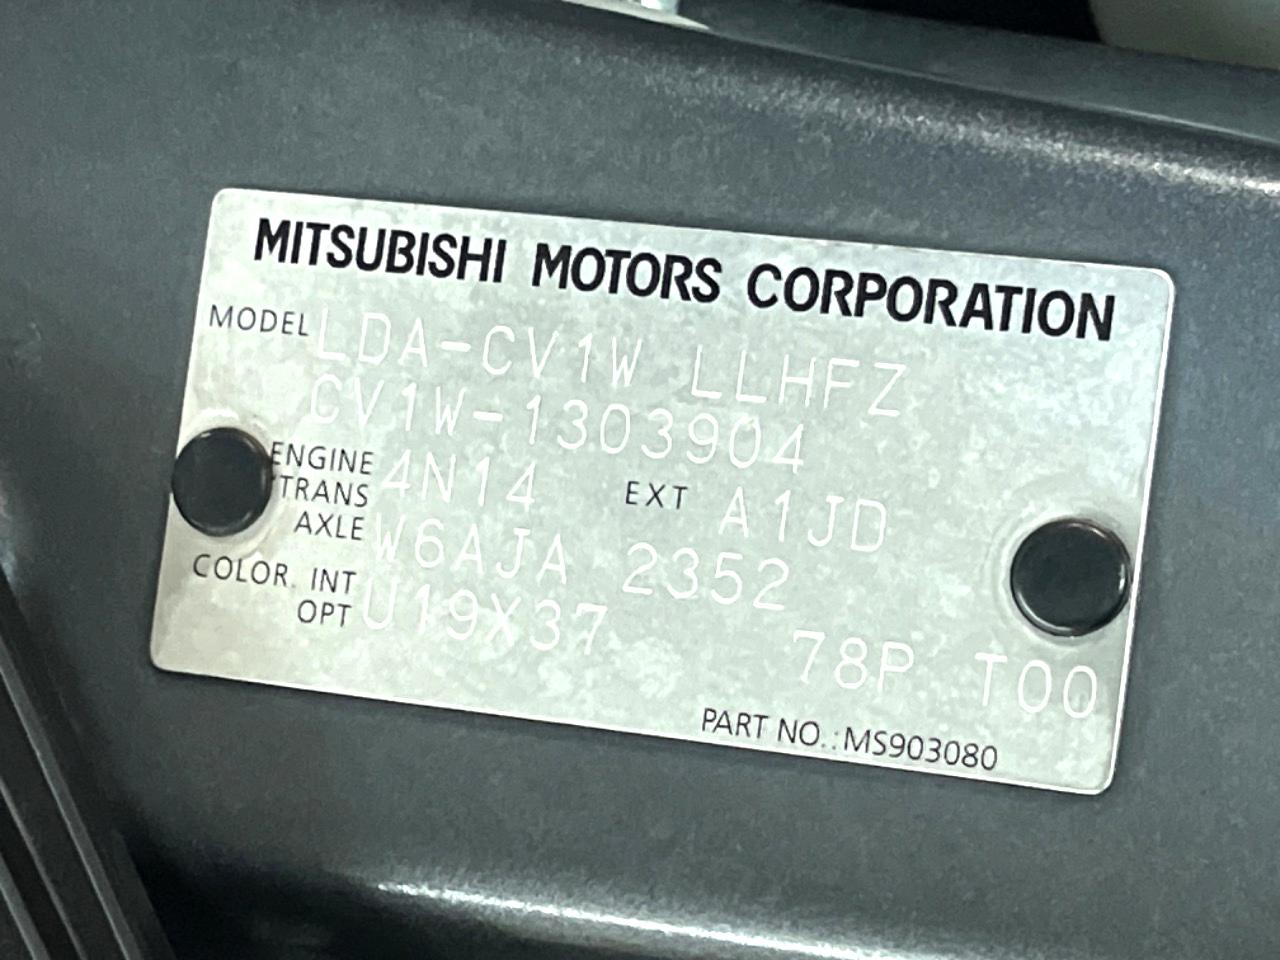 MITSUBISHI MOTORS CORPORATION
MODEL LDA-CV1W LLHFZ
CV1W-1303904
ENGINE 4N14 EXT A1JD
TRANS AXLE W6AJA 2352
COLOR. INT OPT U19X37 78P T00
PART NO.:MS903080